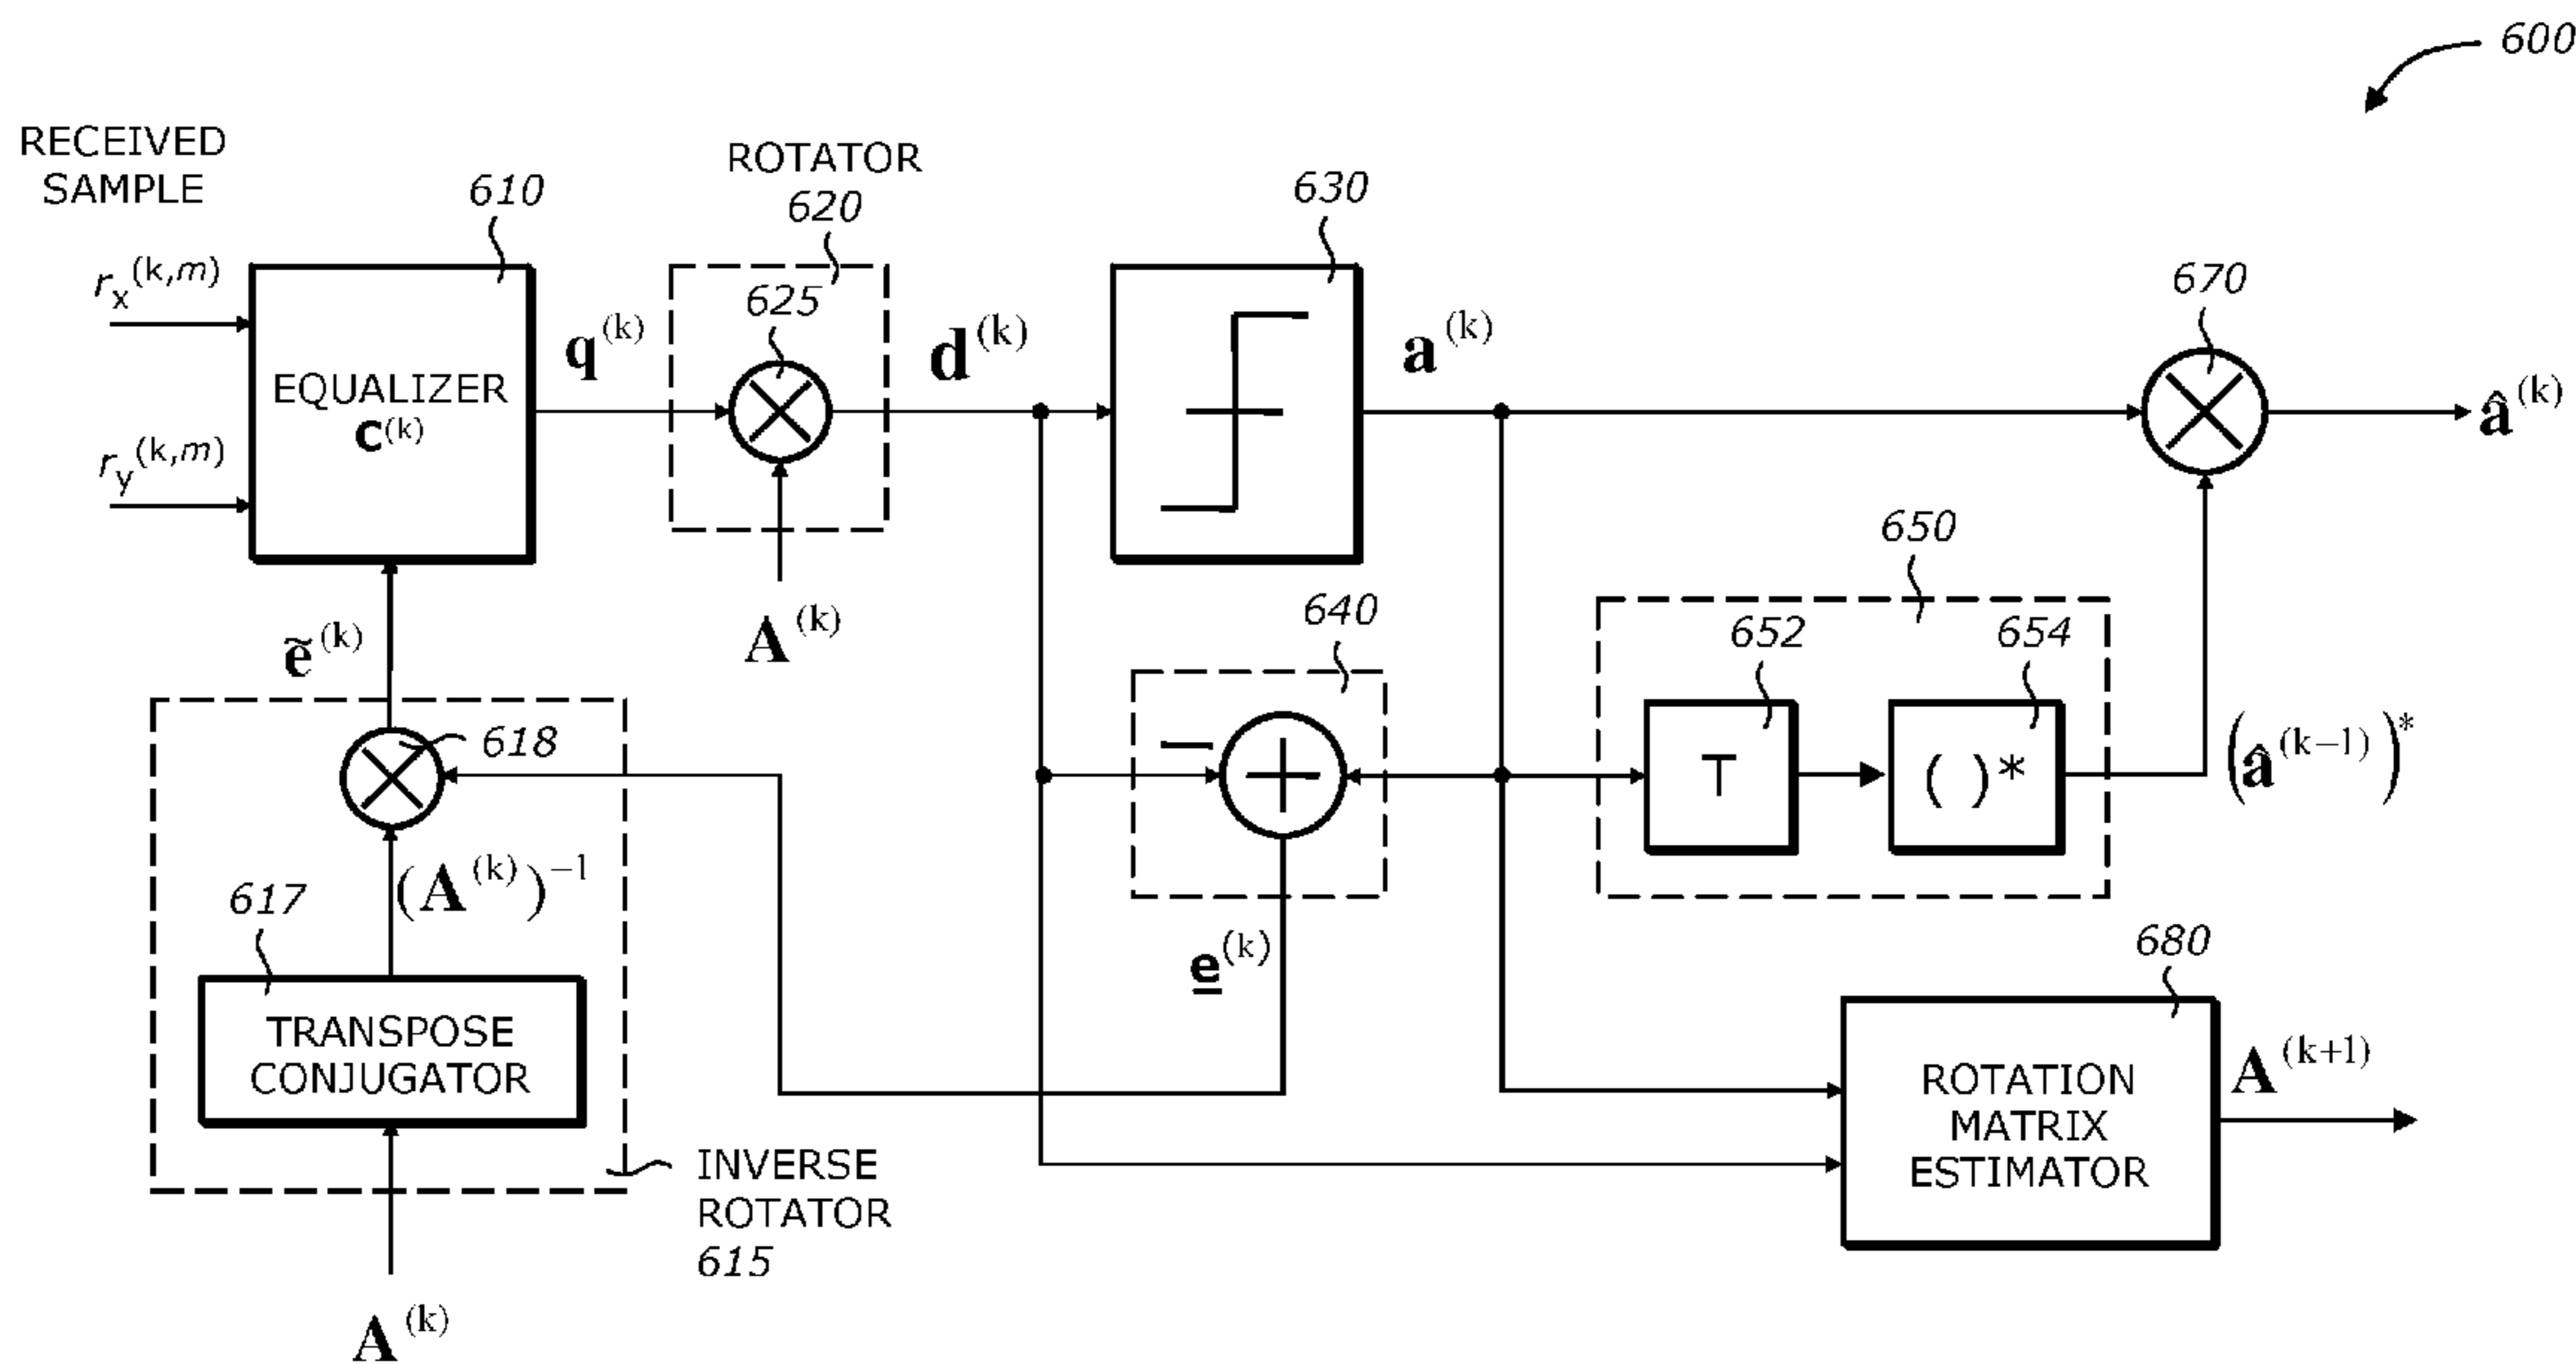 600
RECEIVED
SAMPLE
610
ROTATOR
620
630
r_x^(k,m)
625
670
q^(k)
d^(k)
a^(k)
â^(k)
EQUALIZER
c^(k)
r_y^(k,m)
650
A^(k)
640
652
654
ẽ^(k)
618
−
+
T
( )*
(â^(k−1))*
(A^(k))^−1
617
e^(k)
680
TRANSPOSE
CONJUGATOR
ROTATION
MATRIX
ESTIMATOR
A^(k+1)
INVERSE
ROTATOR
615
A^(k)